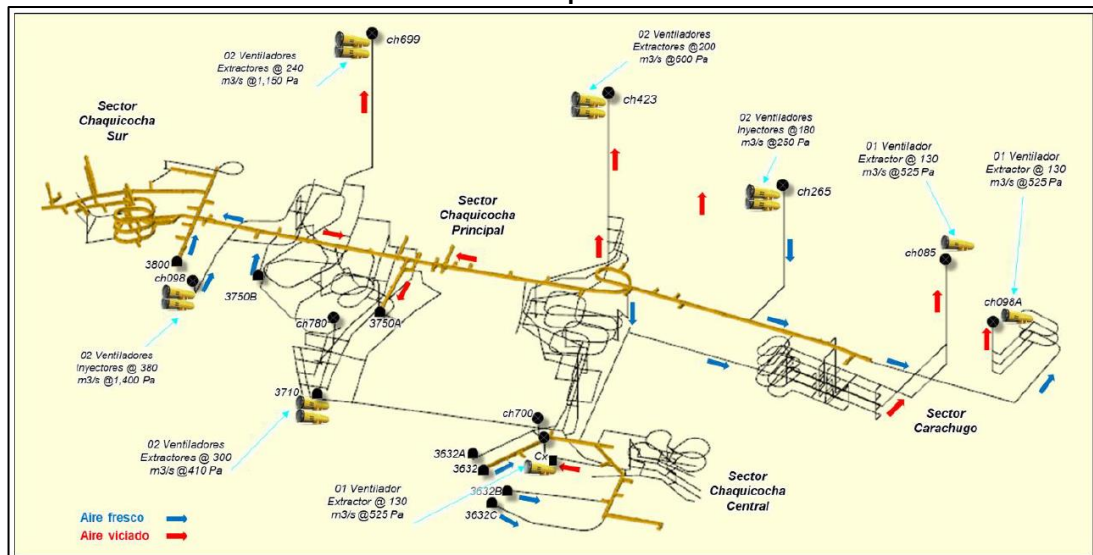 02 Ventiladores
Extractores @ 240
m3/s @1,150 Pa
ch699
02 Ventiladores
Extractores @200
m3/s @600 Pa
ch423
Sector
Chaquicocha
Sur
02 Ventiladores
Injectores @180
m3/s @250 Pa
ch265
01 Ventilador
Extractor @ 130
m3/s @525 Pa
01 Ventilador
Extractor @ 130
m3/s @525 Pa
Sector
Chaquicocha
Principal
3800
ch098
3750B
ch780
3750A
ch085
ch098A
02 Ventiladores
Injectores @ 380
m3/s @1,400 Pa
3710
ch700
Sector
Carachugo
02 Ventiladores
Extractores @ 300
m3/s @410 Pa
3632A
3632
Cx
3632B
3632C
01 Ventilador
Extractor @ 130
m3/s @525 Pa
Sector
Chaquicocha
Central
Aire fresco
Aire viciado